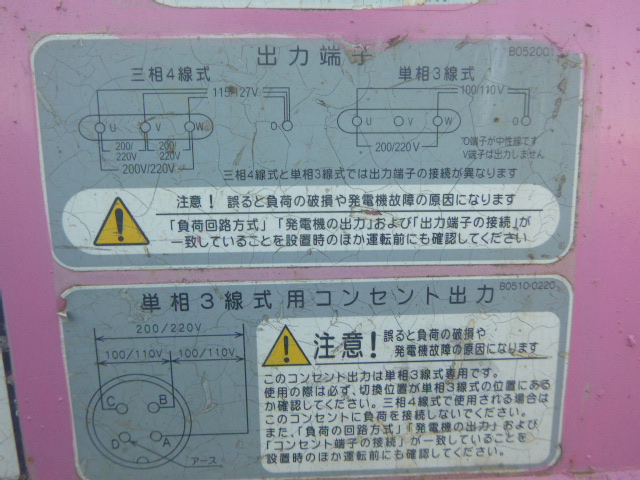 出力端子
B052001
三相4線式
単相3線式
115/127V
100/110V
U V W O
U V W O
200/220V 200/220V
200V/220V
200/220V
O端子が中性線です
V端子は出力しません
三相4線式と単相3線式では出力端子の接続が異なります
注意! 誤ると負荷の破損や発電機故障の原因になります
「負荷回路方式」「発電機の出力」および「出力端子の接続」が
一致していることを設置時のほか運転前にも確認してください
B0510-0220
単相3線式用コンセント出力
200/220V
100/110V 100/110V
C B
D A
アース
注意! 誤ると負荷の破損や
発電機故障の原因になります
このコンセント出力は単相3線式専用です。
使用の際は必ず、切換位置が単相3線式の位置にある
か確認してください。三相4線式で使用される場合は
このコンセントに負荷を接続しないでください。
また、「負荷の回路方式」「発電機の出力」および
「コンセント端子の接続」が一致していることを
設置時のほか運転前にも確認してください。